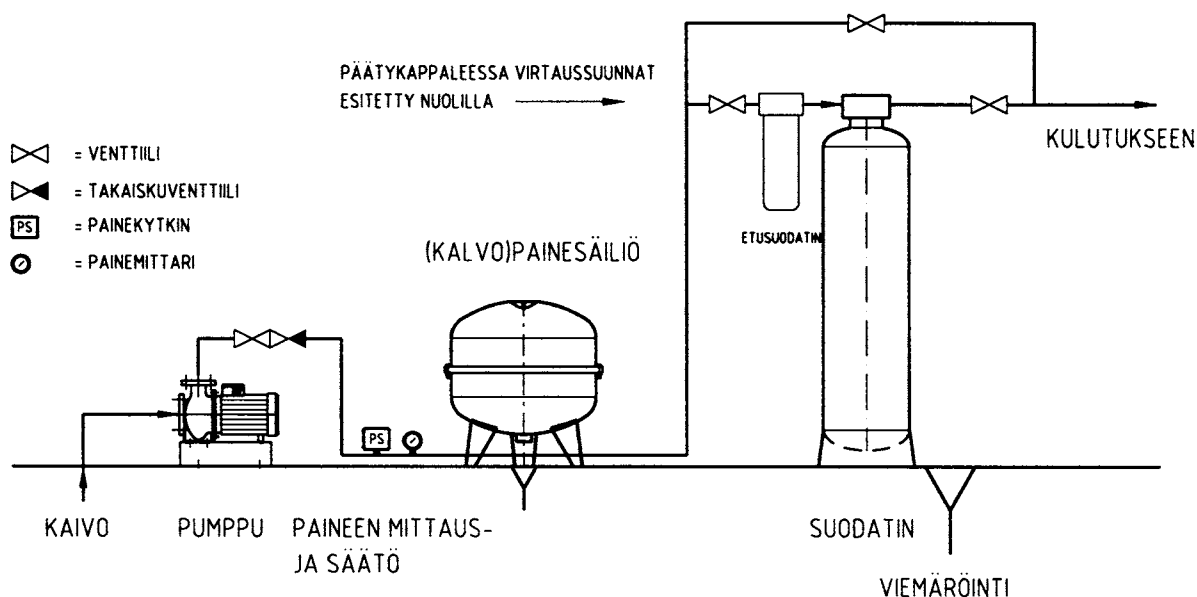 PÄÄTYKAPPALEESSA VIRTAUSSUUNNAT
ESITETTY NUOLILLA
KULUTUKSEEN
= VENTTIILI
= TAKAISKUVENTTIILI
PS = PAINEKYTKIN
= PAINEMITTARI
ETUSUODATIN
(KALVO)PAINESÄILIÖ
PS
KAIVO
PUMPPU
PAINEEN MITTAUS-
JA SÄÄTÖ
SUODATIN
VIEMÄRÖINTI